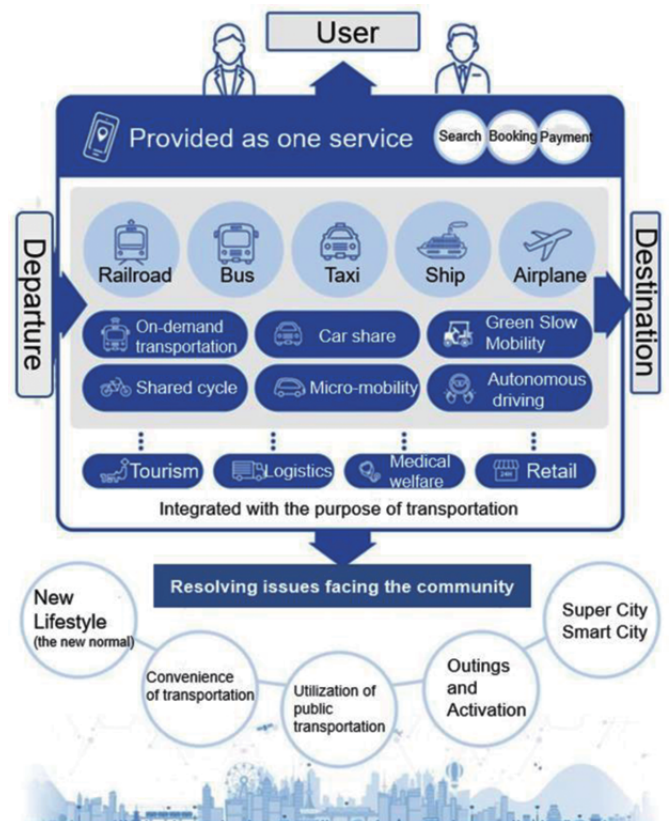 User
Provided as one service
Search Booking Payment
Departure
Destination
Railroad
Bus
Taxi
Ship
Airplane
On-demand
transportation
Car share
Green Slow
Mobility
Shared cycle
Micro-mobility
Autonomous
driving
Tourism
Logistics
Medical
welfare
Retail
Integrated with the purpose of transportation
Resolving issues facing the community
New
Lifestyle
(the new normal)
Convenience
of transportation
Utilization of
public
transportation
Outings
and
Activation
Super City
Smart City